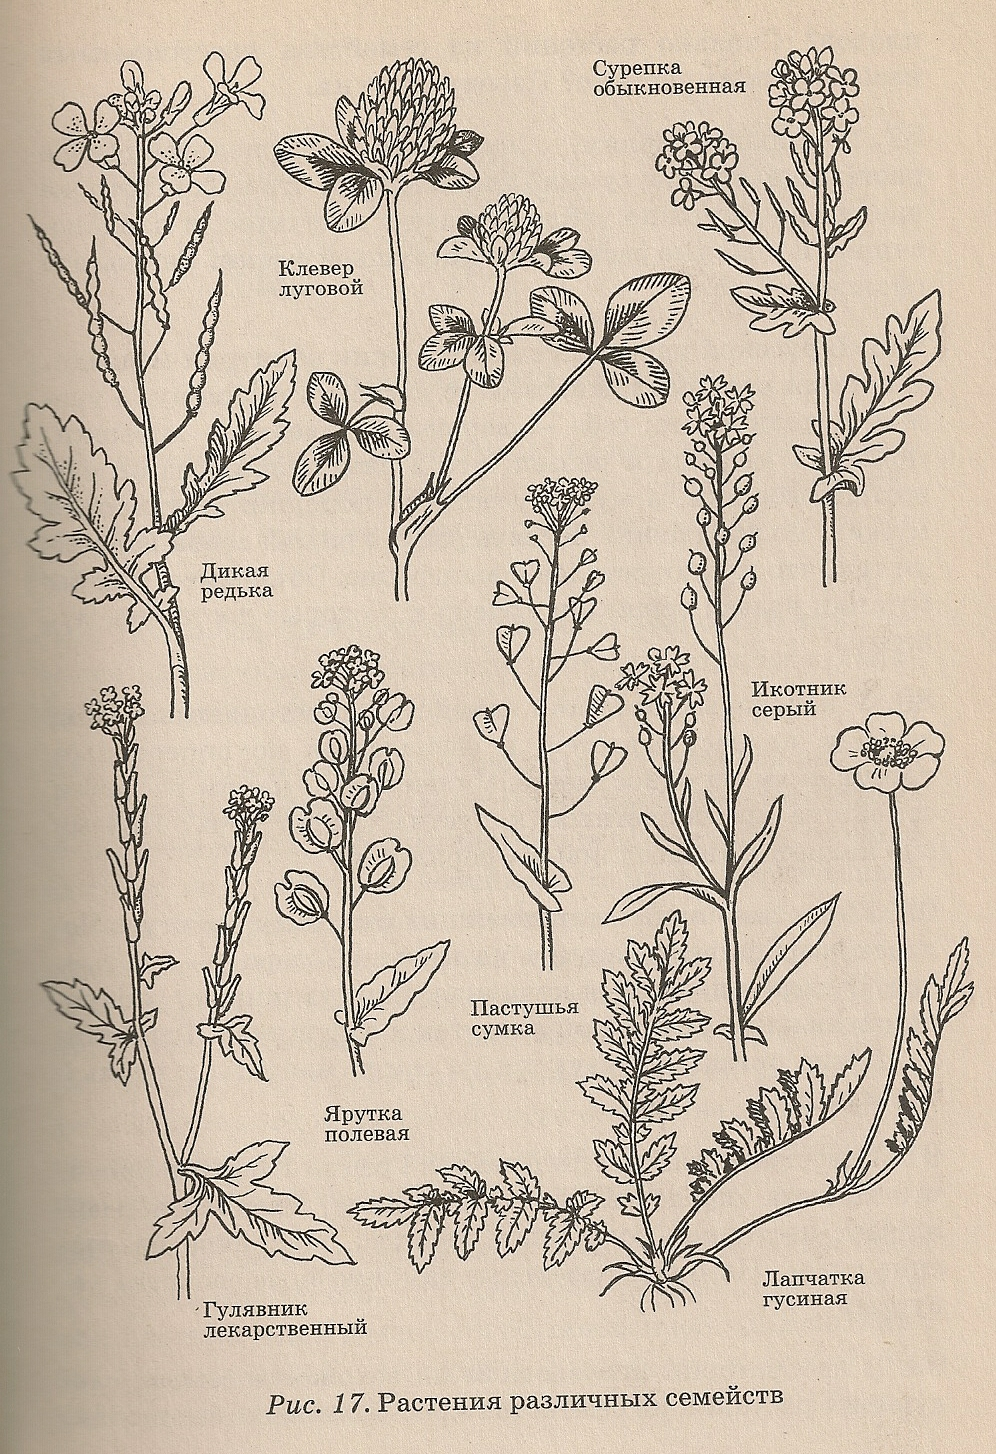 Сурепка
обыкновенная
Клевер
луговой
Дикая
редька
Икотник
серый
Пастушья
сумка
Ярутка
полевая
Лапчатка
гусиная
Гулявник
лекарственный
Рис. 17. Растения различных семейств